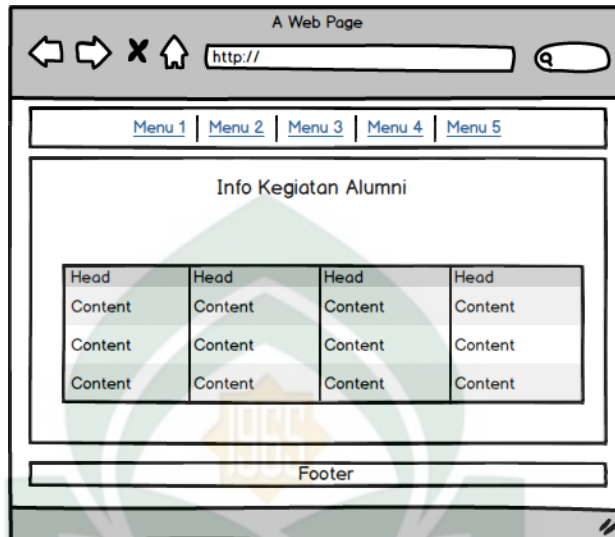 A Web Page
http://
Menu 1 | Menu 2 | Menu 3 | Menu 4 | Menu 5
Info Kegiatan Alumni
Head Head Head Head
Content Content Content Content
Content Content Content Content
Content Content Content Content
1965
Footer